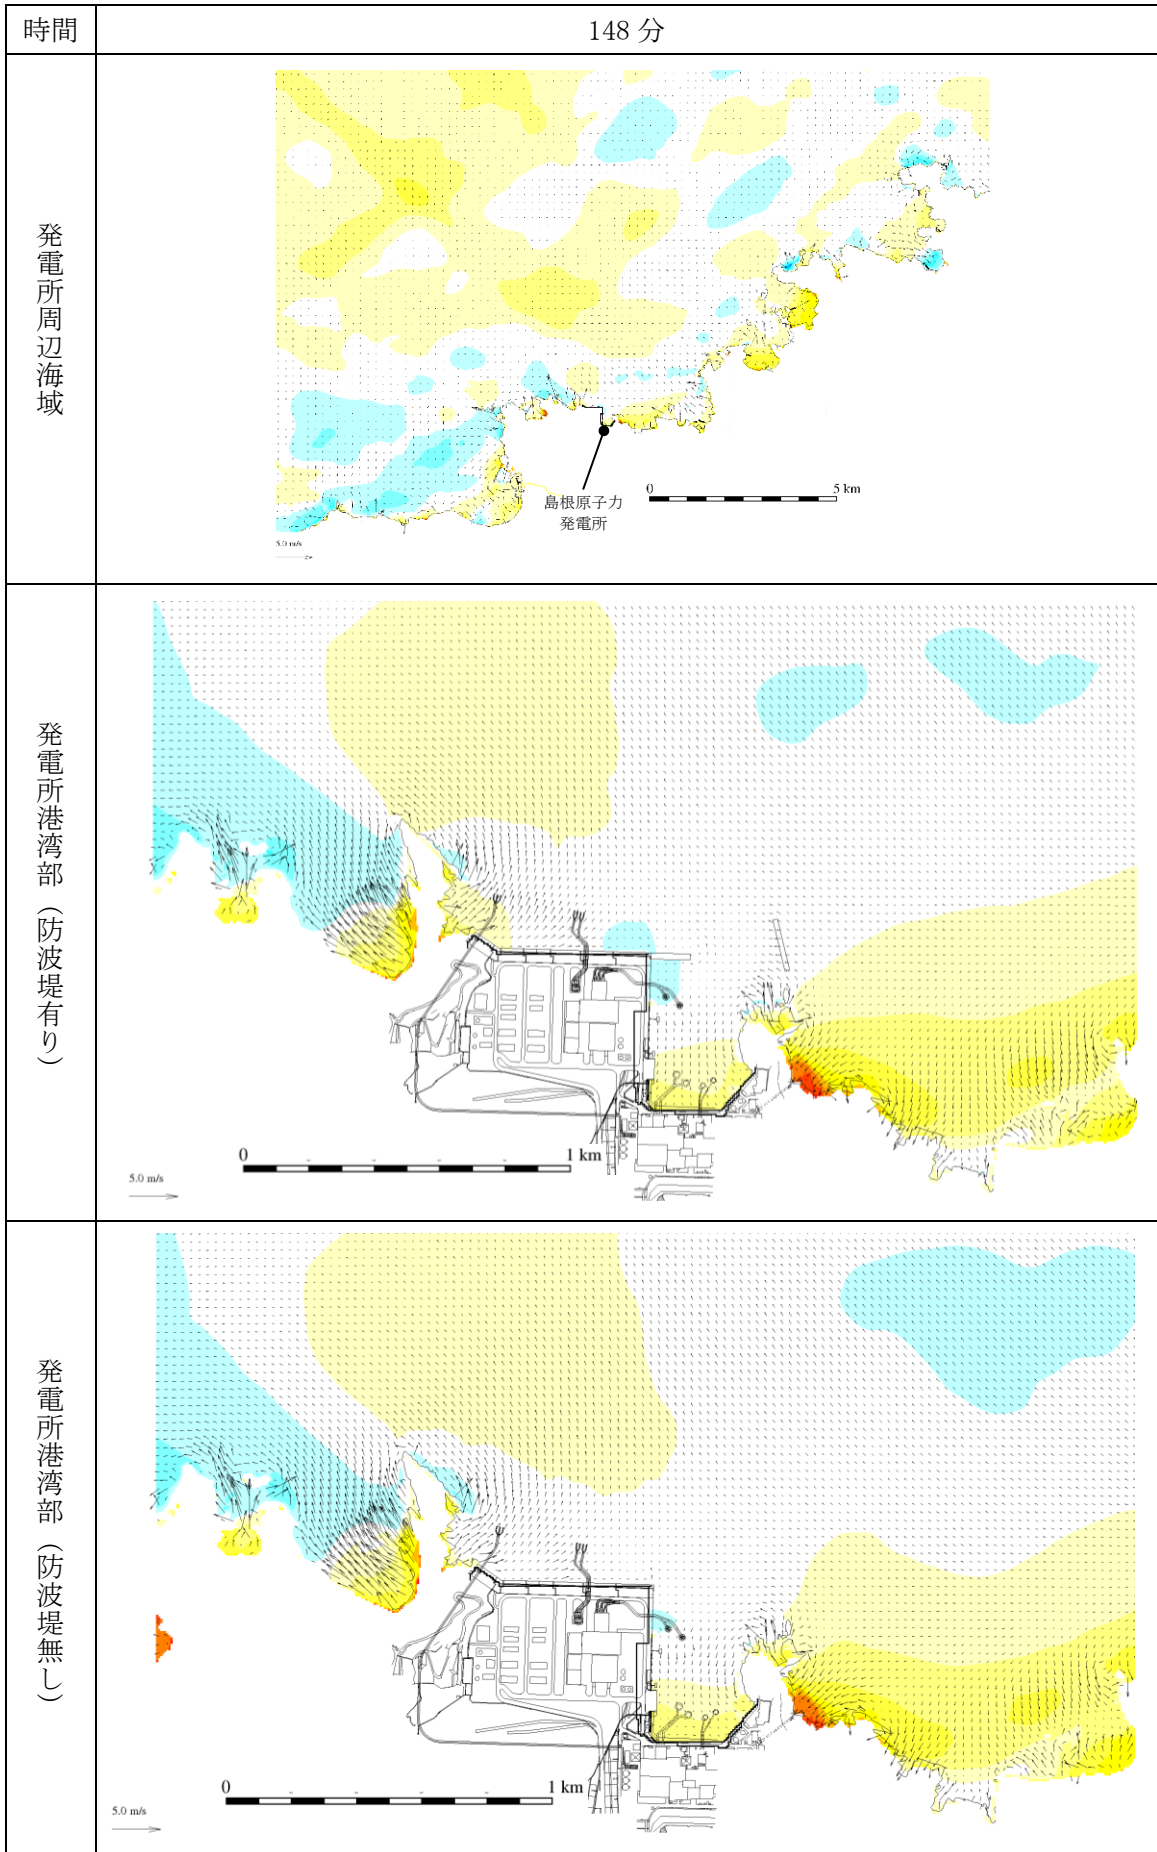 時間
148 分
発電所周辺海域
島根原子力
発電所
0 5 km
5.0 m/s
発電所港湾部（防波堤有り）
0 1 km
5.0 m/s
発電所港湾部（防波堤無し）
0 1 km
5.0 m/s